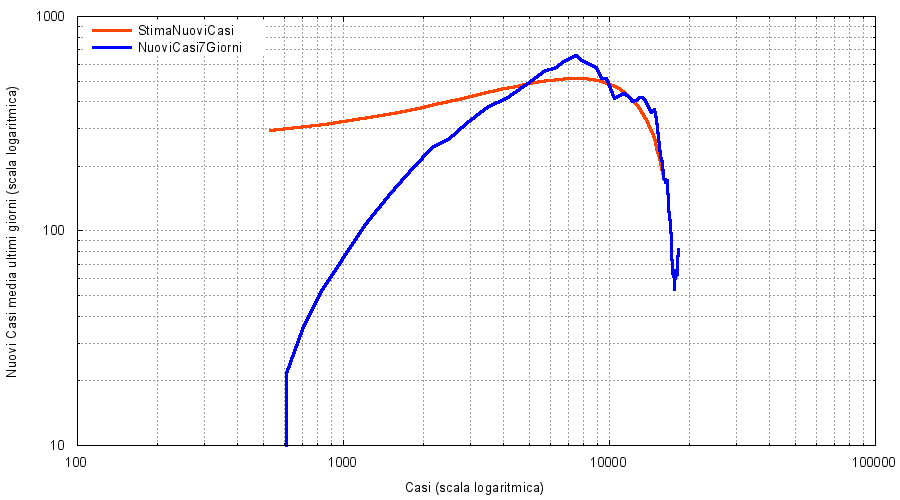 1000
StimaNuoviCasi
NuoviCasi7Giorni
100
10
Nuovi Casi media ultimi giorni (scala logaritmica)
100 1000 10000 100000
Casi (scala logaritmica)